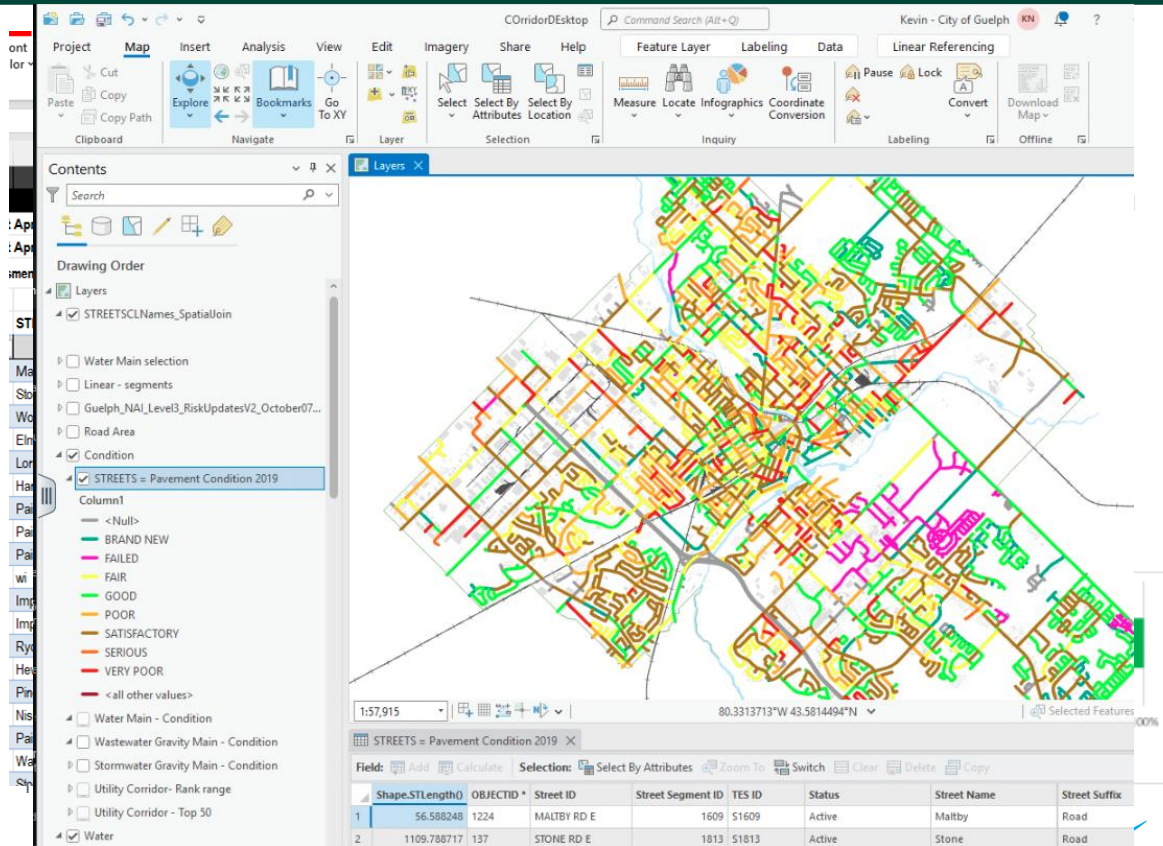 COrridorDEsktop
Command Search (Alt+Q)
Kevin - City of Guelph
KN
?
Project
Map
Insert
Analysis
View
Edit
Imagery
Share
Help
Feature Layer
Labeling
Data
Linear Referencing
Paste
Cut
Copy
Copy Path
Clipboard
Explore
Bookmarks
Go To XY
Navigate
Layer
Select
Select By Attributes
Select By Location
Selection
Measure
Locate
Infographics
Coordinate Conversion
Inquiry
Pause
Lock
Convert
Labeling
Download Map
Offline
Contents
Search
Drawing Order
Layers
STREETSCLNames_SpatialJoin
Water Main selection
Linear - segments
Guelph_NAI_Level3_RiskUpdatesV2_October07...
Road Area
Condition
STREETS = Pavement Condition 2019
Column1
<Null>
BRAND NEW
FAILED
FAIR
GOOD
POOR
SATISFACTORY
SERIOUS
VERY POOR
<all other values>
Water Main - Condition
Wastewater Gravity Main - Condition
Stormwater Gravity Main - Condition
Utility Corridor- Rank range
Utility Corridor - Top 50
Water
Layers
1:57,915
80.3313713°W 43.5814494°N
Selected Features
STREETS = Pavement Condition 2019
Field: Add Calculate Selection: Select By Attributes Zoom To Switch Clear Delete Copy
Shape.STLength() OBJECTID * Street ID Street Segment ID TES ID Status Street Name Street Suffix
1 56.588248 1224 MALTBY RD E 1609 S1609 Active Maltby Road
2 1109.788717 137 STONE RD E 1813 S1813 Active Stone Road